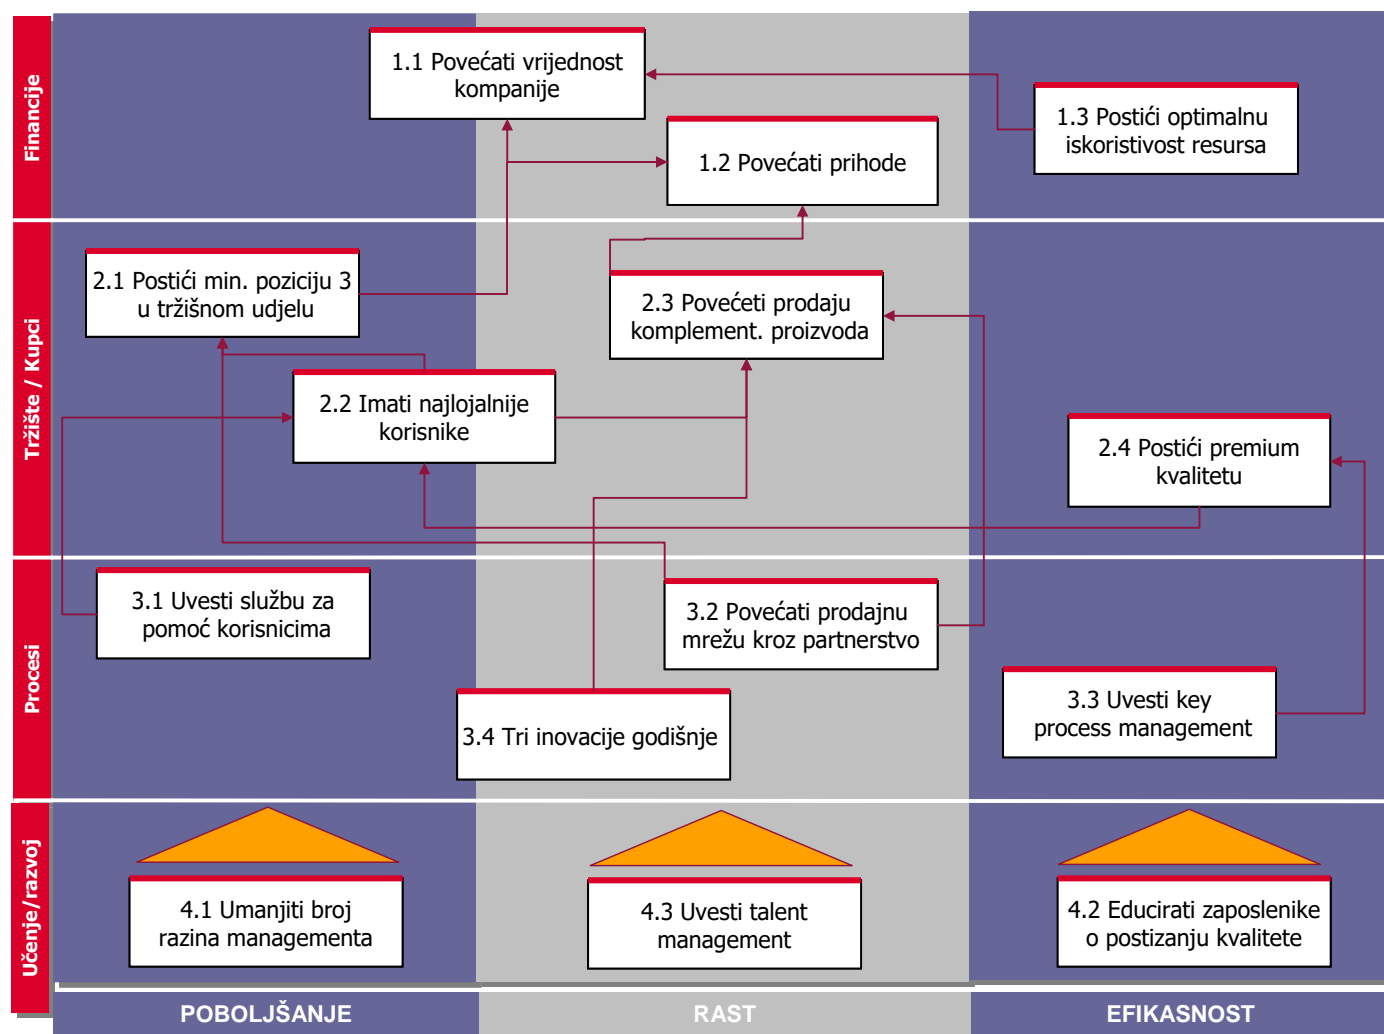 Financije
1.1 Povećati vrijednost
kompanije
1.2 Povećati prihode
1.3 Postići optimalnu
iskoristivost resursa
Tržište / Kupci
2.1 Postići min. poziciju 3
u tržišnom udjelu
2.3 Povećeti prodaju
komplement. proizvoda
2.2 Imati najlojalnije
korisnike
2.4 Postići premium
kvalitetu
Procesi
3.1 Uvesti službu za
pomoć korisnicima
3.2 Povećati prodajnu
mrežu kroz partnerstvo
3.3 Uvesti key
process management
3.4 Tri inovacije godišnje
Učenje/razvoj
4.1 Umanjiti broj
razina managementa
4.3 Uvesti talent
management
4.2 Educirati zaposlenike
o postizanju kvalitete
POBOLJŠANJE
RAST
EFIKASNOST